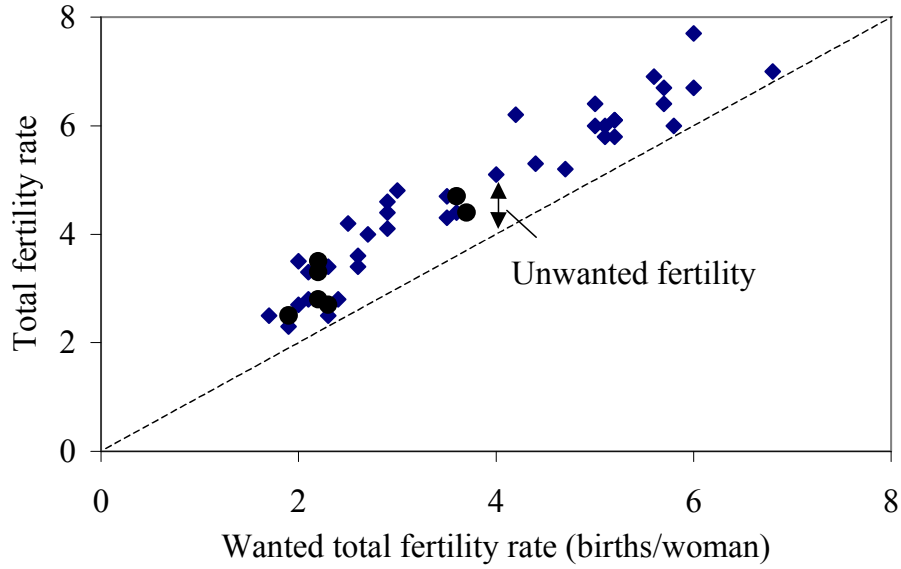 Total fertility rate
8
6
4
2
0
Unwanted fertility
0 2 4 6 8
Wanted total fertility rate (births/woman)